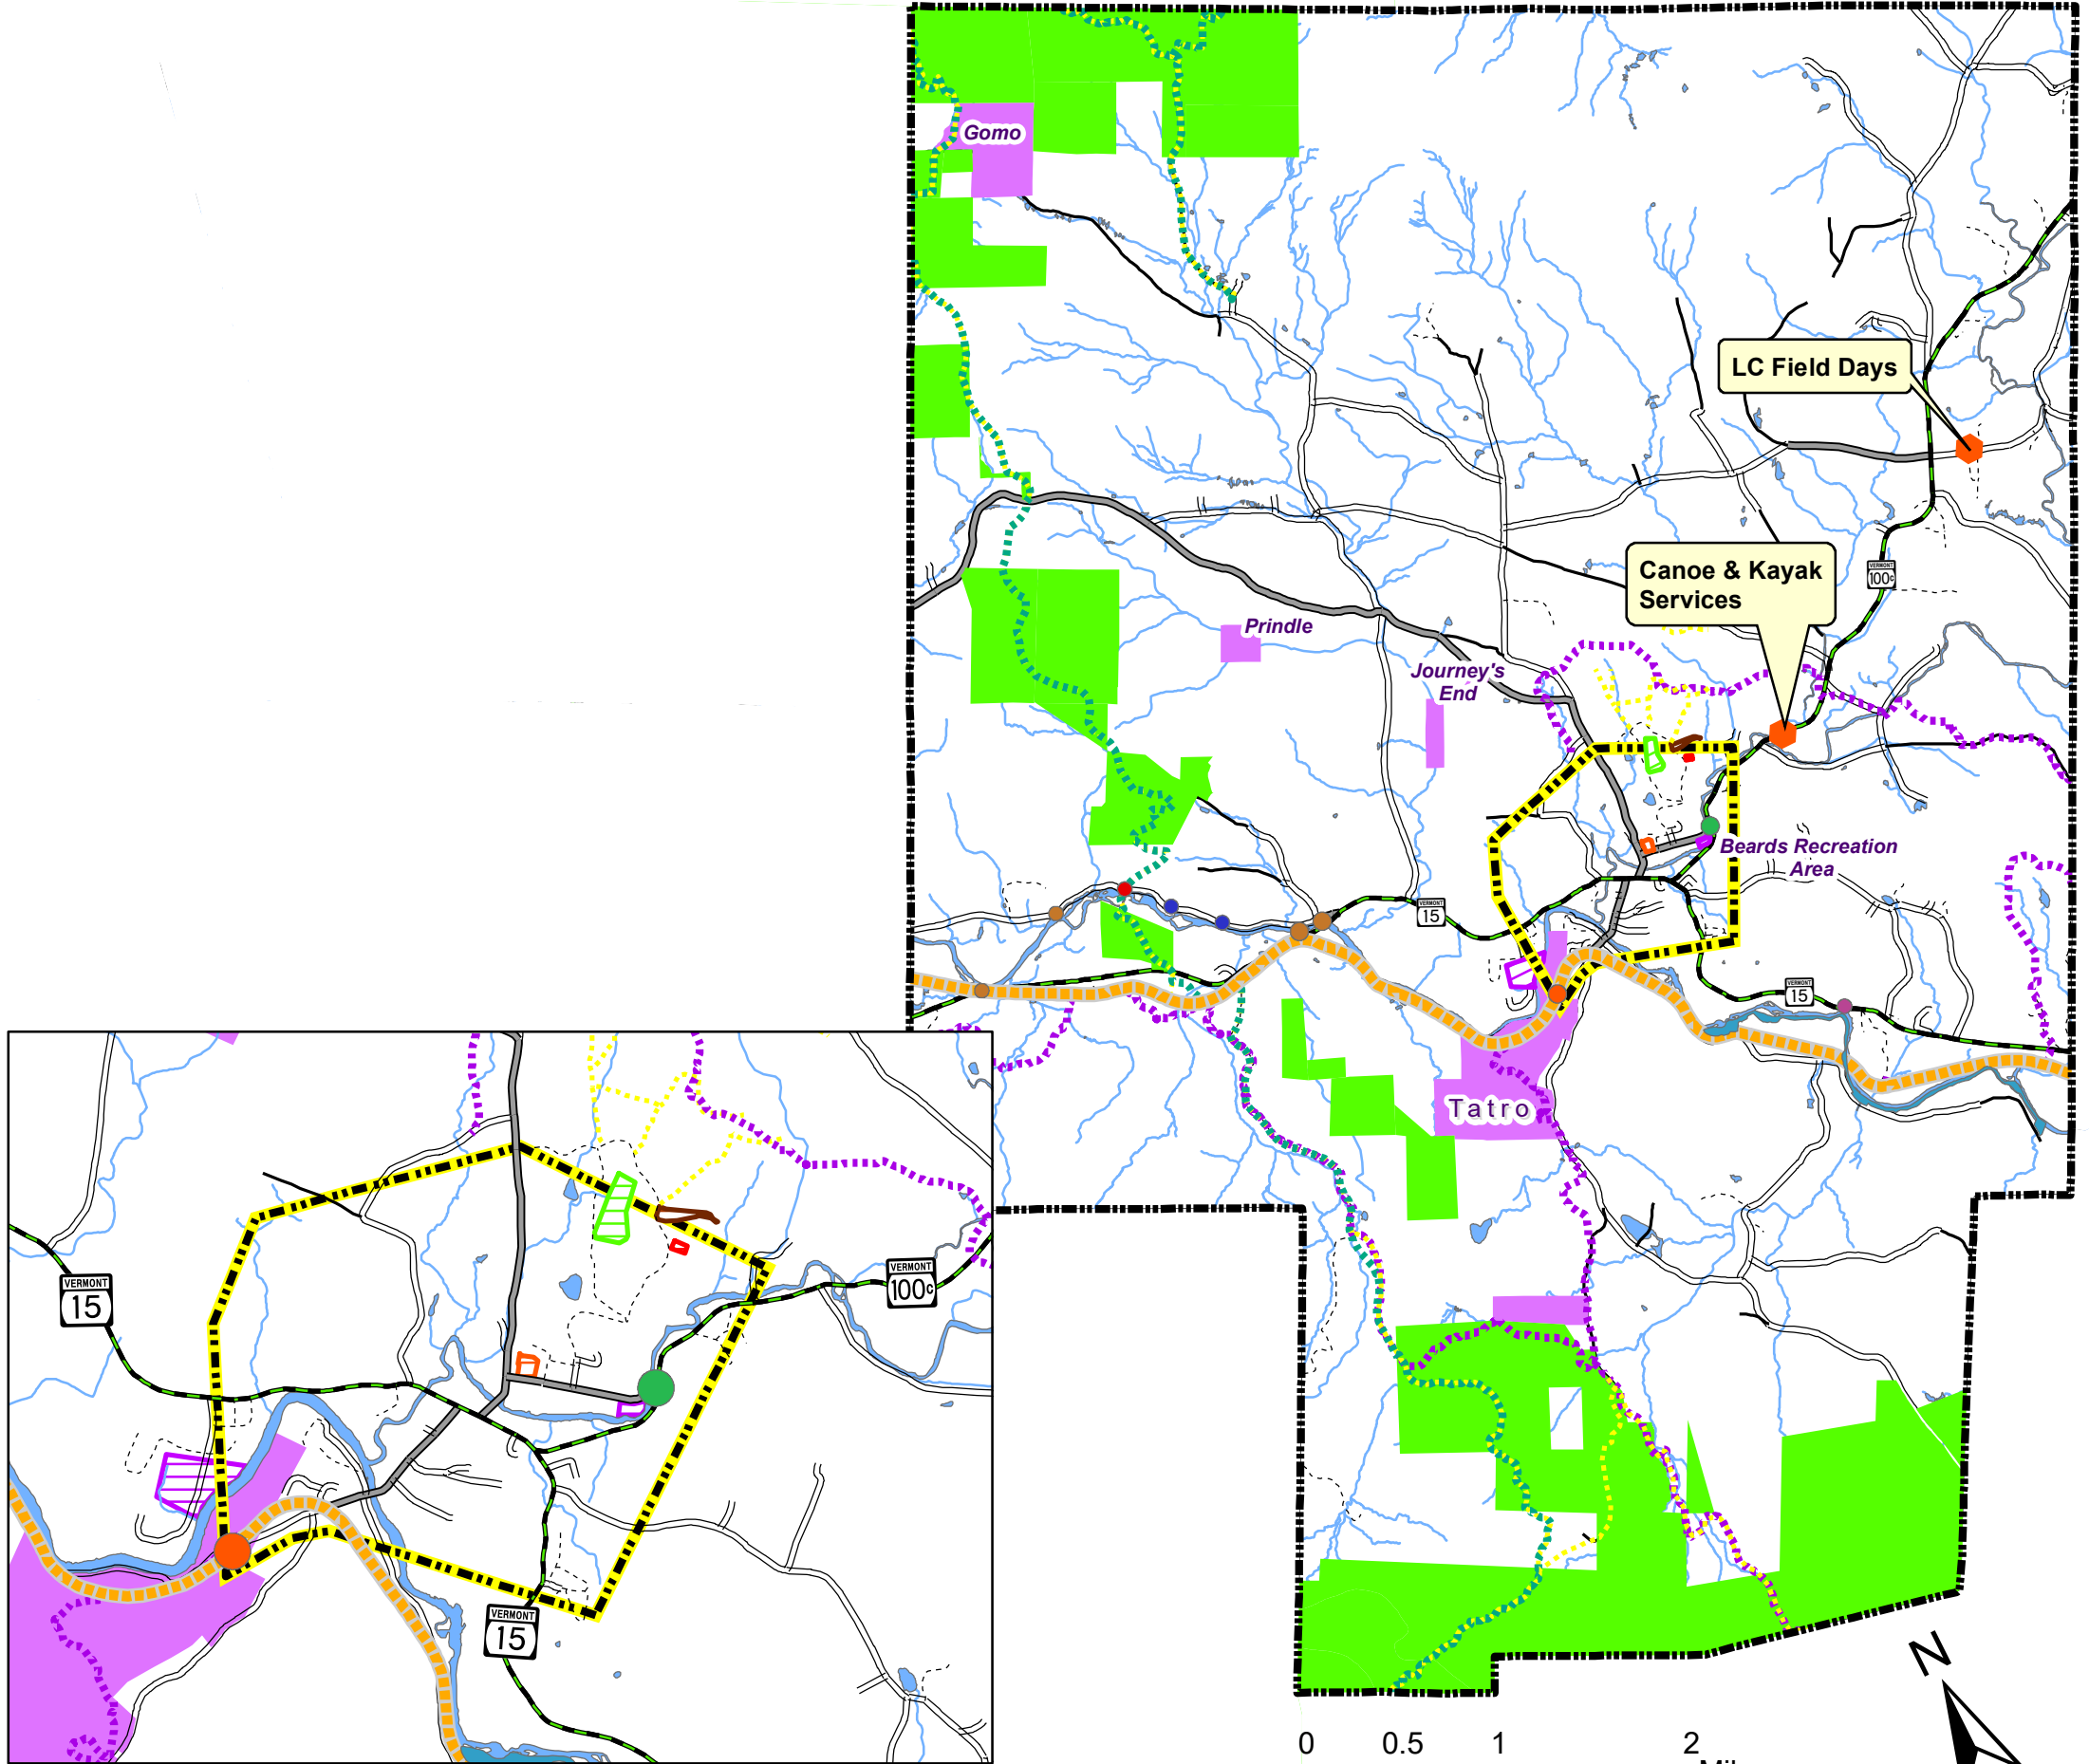 Gomo
LC Field Days
Canoe & Kayak
Services
VERMONT
100c
Prindle
Journey's
End
Beards Recreation
Area
VERMONT
15
VERMONT
15
Tatro
VERMONT
15
VERMONT
100c
VERMONT
15
N
0 0.5 1 2